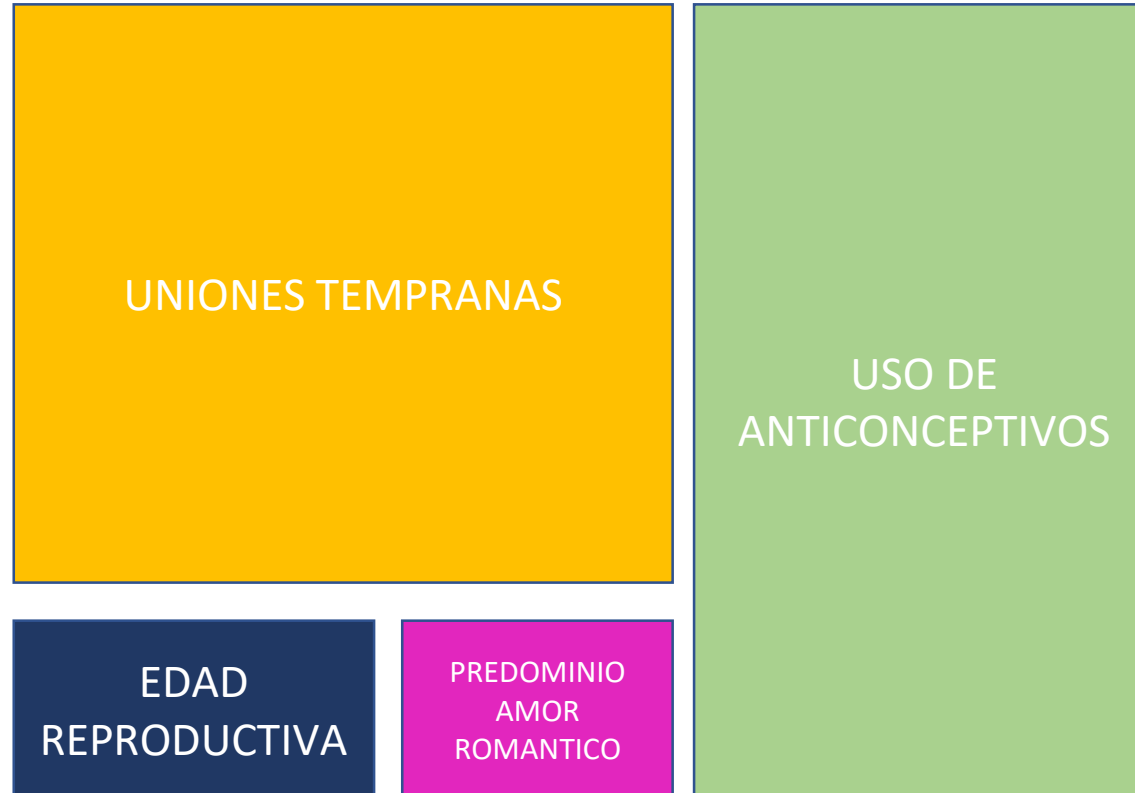 UNIONES TEMPRANAS
USO DE
ANTICONCEPTIVOS
EDAD
REPRODUCTIVA
PREDOMINIO
AMOR
ROMANTICO